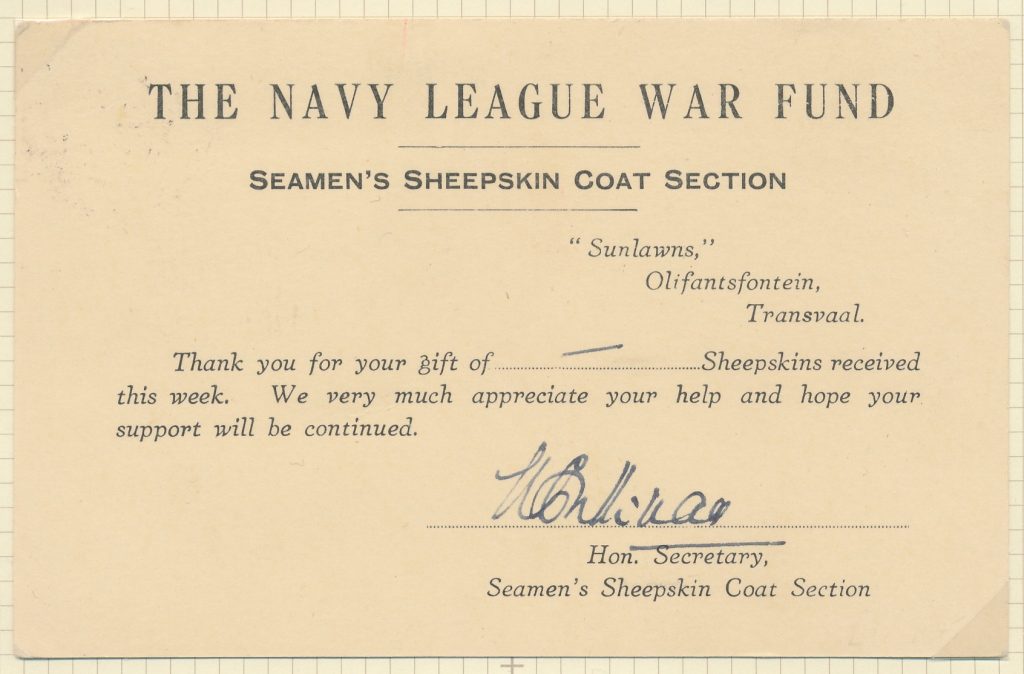 THE NAVY LEAGUE WAR FUND
SEAMEN'S SHEEPSKIN COAT SECTION
"Sunlawns,"
Olifantsfontein,
Transvaal.
Thank you for your gift of — Sheepskins received
this week. We very much appreciate your help and hope your
support will be continued.
Hon. Secretary,
Seamen's Sheepskin Coat Section